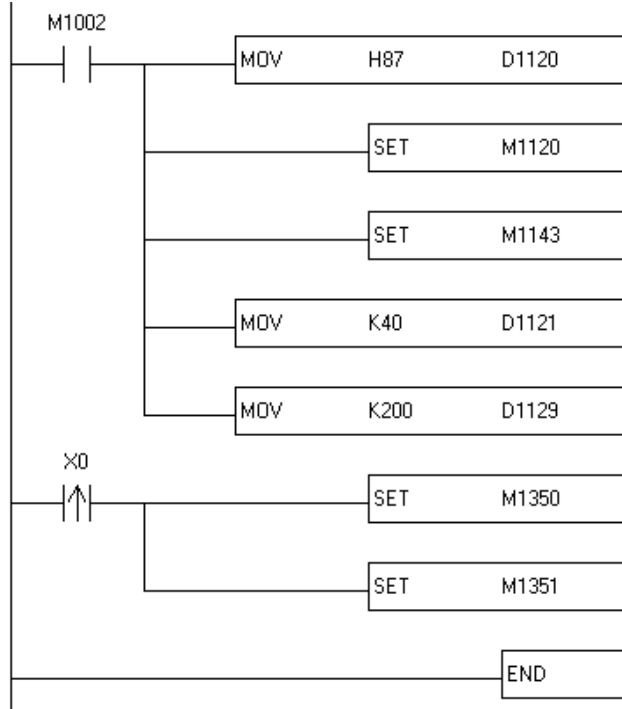 M1002
MOV H87 D1120
SET M1120
SET M1143
MOV K40 D1121
MOV K200 D1129
X0
SET M1350
SET M1351
END